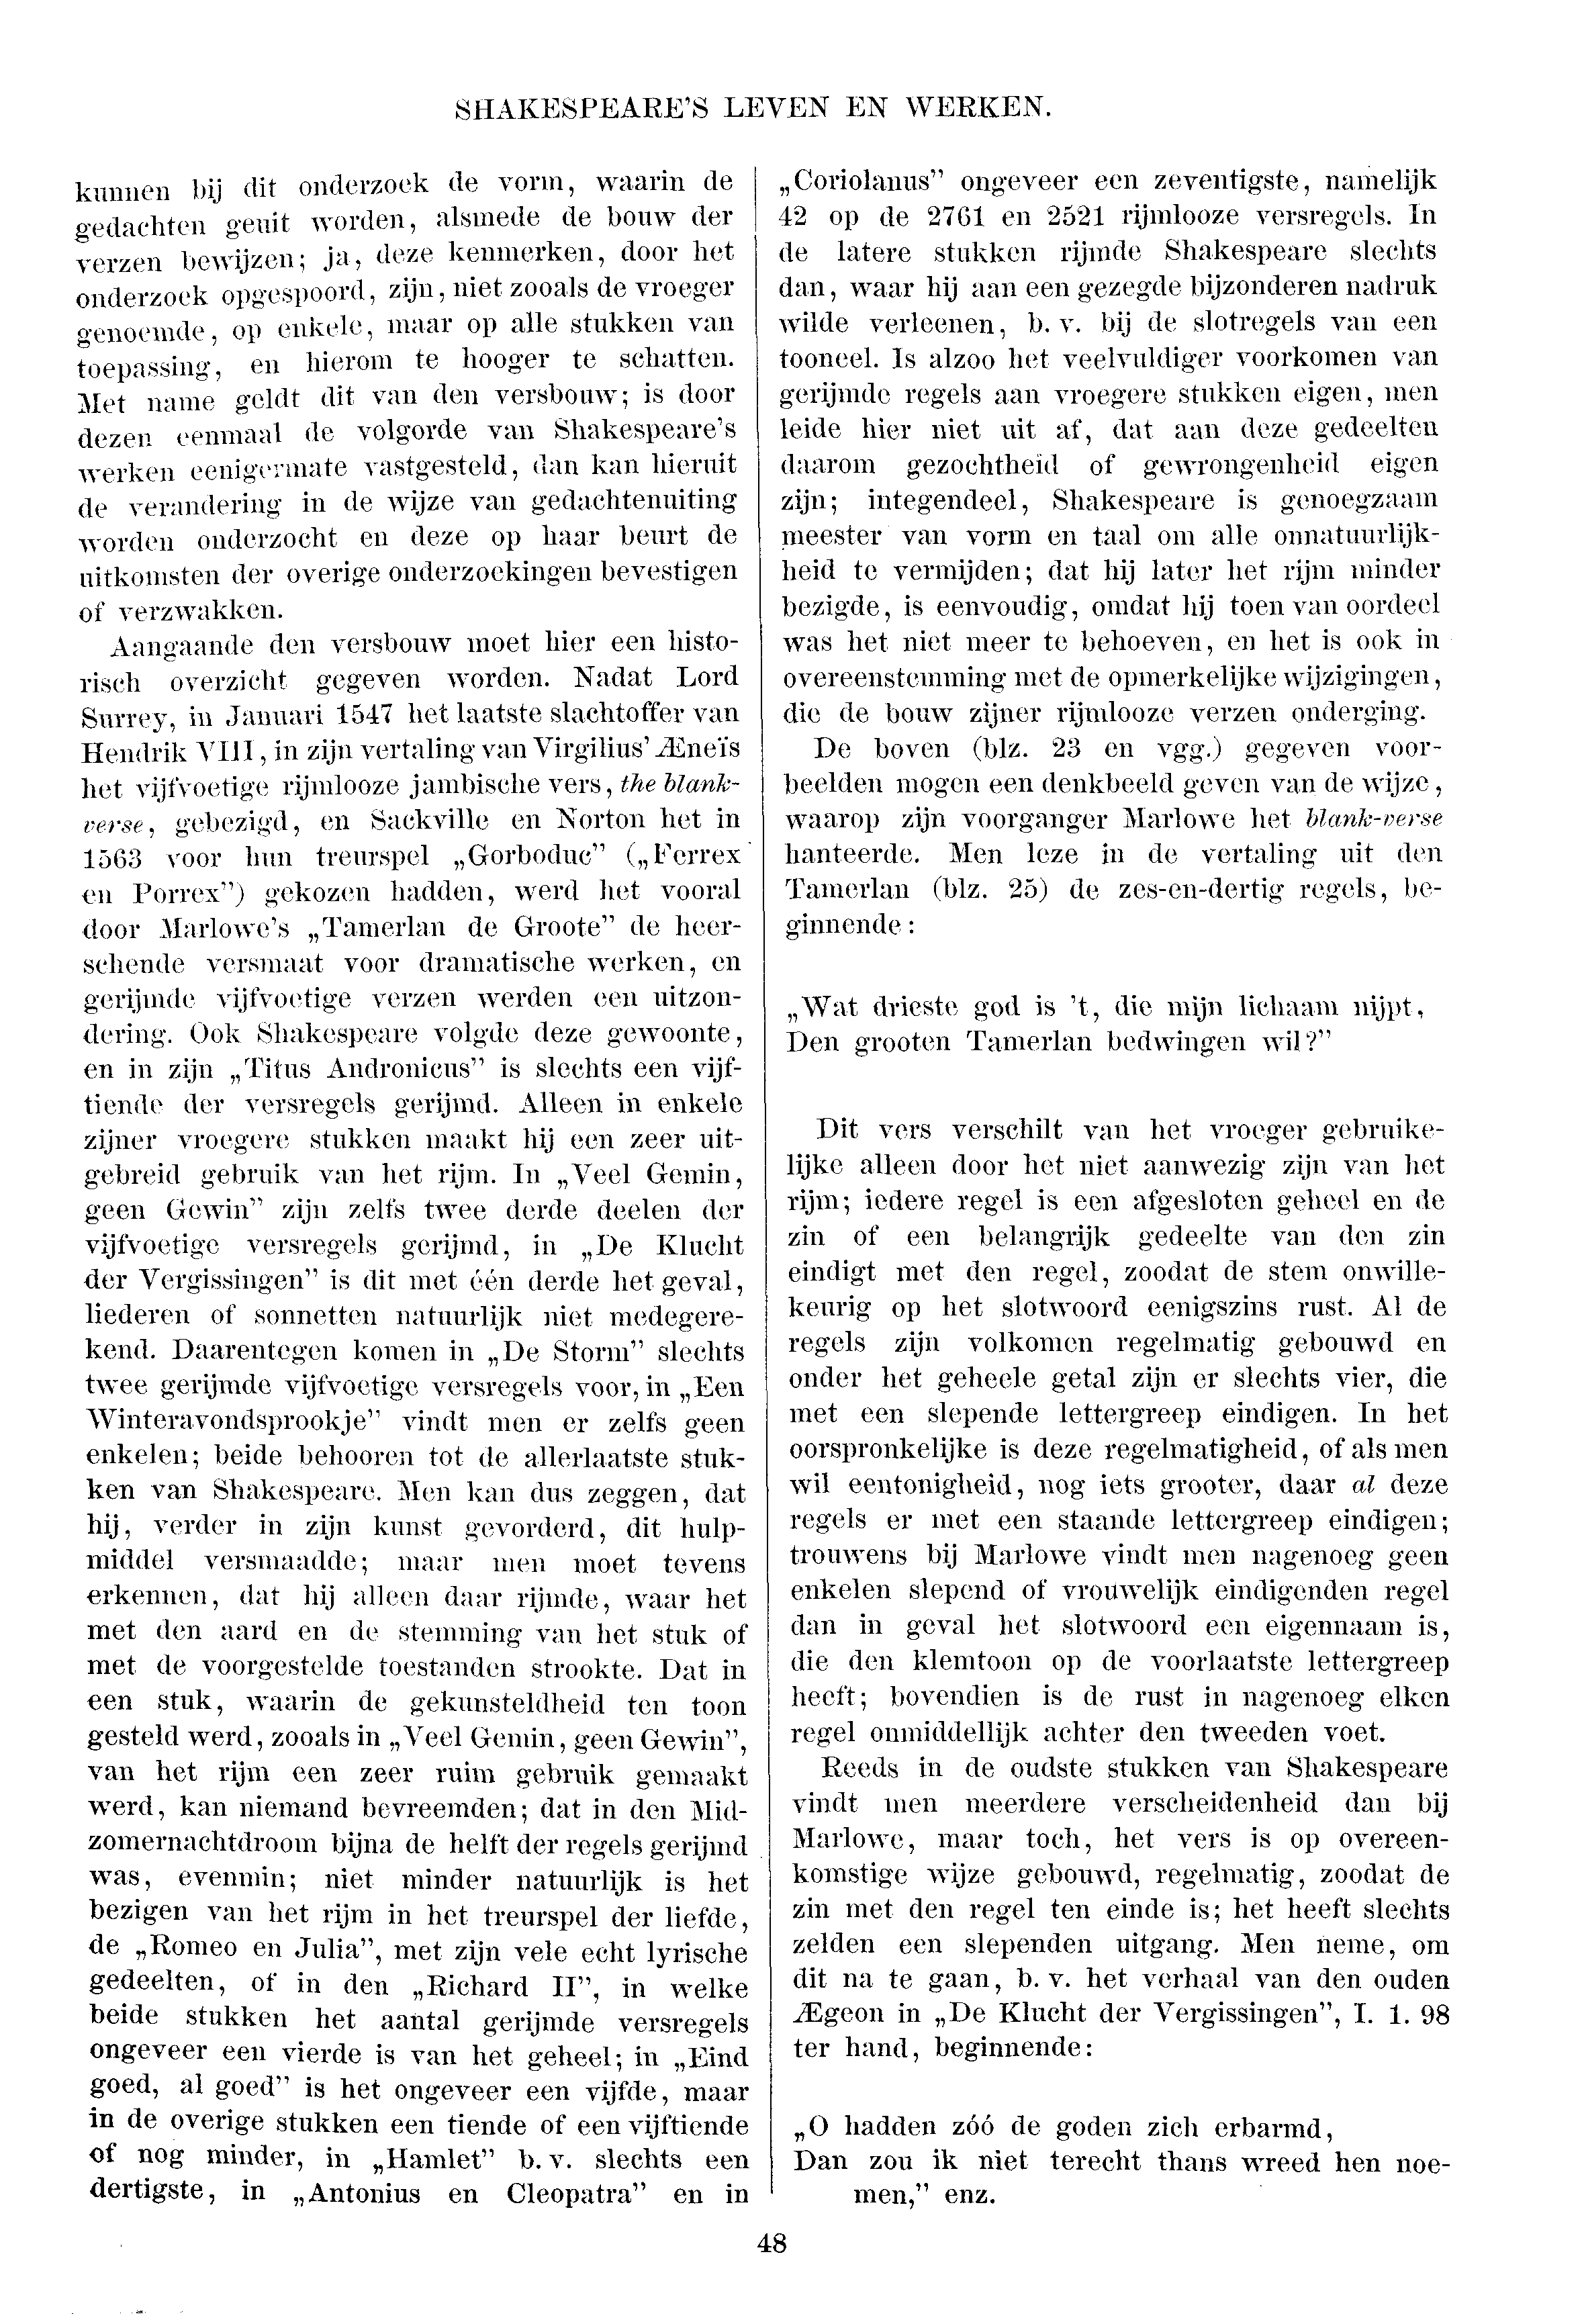 SHAKESPEARE'S LEVEN EN WERKEN.
kunnen bij dit onderzoek de vorm, waarin de
gedachten geuit worden, alsmede de bouw der
verzen bewijzen; ja, deze kenmerken, door het
onderzoek opgespoord, zijn, niet zooals de vroeger
genoemde, op enkele, maar op alle stukken van
toepassing, en hierom te hooger te schatten.
Met name geldt dit van den versbouw; is door
dezen eenmaal de volgorde van Shakespeare's
werken eenigermate vastgesteld, dan kan hieruit
de verandering in de wijze van gedachtenuiting
worden onderzocht en deze op haar beurt de
uitkomsten der overige onderzoekingen bevestigen
of verzwakken.
Aangaande den versbouw moet hier een histo-
risch overzicht gegeven worden. Nadat Lord
Surrey, in Januari 1547 het laatste slachtoffer van
Hendrik VIII, in zijn vertaling van Virgilius' Æneïs
het vijfvoetige rijmlooze jambische vers, the blank-
verse, gebezigd, en Sackville en Norton het in
1563 voor hun treurspel „Gorboduc” („Ferrex
en Porrex”) gekozen hadden, werd het vooral
door Marlowe's „Tamerlan de Groote” de heer-
schende versmaat voor dramatische werken, en
gerijmde vijfvoetige verzen werden een uitzon-
dering. Ook Shakespeare volgde deze gewoonte,
en in zijn „Titus Andronicus” is slechts een vijf-
tiende der versregels gerijmd. Alleen in enkele
zijner vroegere stukken maakt hij een zeer uit-
gebreid gebruik van het rijm. In „Veel Gemin,
geen Gewin” zijn zelfs twee derde deelen der
vijfvoetige versregels gerijmd, in „De Klucht
der Vergissingen” is dit met één derde het geval,
liederen of sonnetten natuurlijk niet medegere-
kend. Daarentegen komen in „De Storm” slechts
twee gerijmde vijfvoetige versregels voor, in „Een
Winteravondsprookje” vindt men er zelfs geen
enkelen; beide behooren tot de allerlaatste stuk-
ken van Shakespeare. Men kan dus zeggen, dat
hij, verder in zijn kunst gevorderd, dit hulp-
middel versmaadde; maar men moet tevens
erkennen, dat hij alleen daar rijmde, waar het
met den aard en de stemming van het stuk of
met de voorgestelde toestanden strookte. Dat in
een stuk, waarin de gekunsteldheid ten toon
gesteld werd, zooals in „Veel Gemin, geen Gewin”,
van het rijm een zeer ruim gebruik gemaakt
werd, kan niemand bevreemden; dat in den Mid-
zomernachtdroom bijna de helft der regels gerijmd
was, evenmin; niet minder natuurlijk is het
bezigen van het rijm in het treurspel der liefde,
de „Romeo en Julia”, met zijn vele echt lyrische
gedeelten, of in den „Richard II”, in welke
beide stukken het aantal gerijmde versregels
ongeveer een vierde is van het geheel; in „Eind
goed, al goed” is het ongeveer een vijfde, maar
in de overige stukken een tiende of een vijftiende
of nog minder, in „Hamlet” b. v. slechts een
dertigste, in „Antonius en Cleopatra” en in
„Coriolanus” ongeveer een zeventigste, namelijk
42 op de 2761 en 2521 rijmlooze versregels. In
de latere stukken rijmde Shakespeare slechts
dan, waar hij aan een gezegde bijzonderen nadruk
wilde verleenen, b. v. bij de slotregels van een
tooneel. Is alzoo het veelvuldiger voorkomen van
gerijmde regels aan vroegere stukken eigen, men
leide hier niet uit af, dat aan deze gedeelten
daarom gezochtheid of gewrongenheid eigen
zijn; integendeel, Shakespeare is genoegzaam
meester van vorm en taal om alle onnatuurlijk-
heid te vermijden; dat hij later het rijm minder
bezigde, is eenvoudig, omdat hij toen van oordeel
was het niet meer te behoeven, en het is ook in
overeenstemming met de opmerkelijke wijzigingen,
die de bouw zijner rijmlooze verzen onderging.
De boven (blz. 23 en vgg.) gegeven voor-
beelden mogen een denkbeeld geven van de wijze,
waarop zijn voorganger Marlowe het blank-verse
hanteerde. Men leze in de vertaling uit den
Tamerlan (blz. 25) de zes-en-dertig regels, be-
ginnende:
„Wat drieste god is 't, die mijn lichaam nijpt,
Den grooten Tamerlan bedwingen wil?”
Dit vers verschilt van het vroeger gebruike-
lijke alleen door het niet aanwezig zijn van het
rijm; iedere regel is een afgesloten geheel en de
zin of een belangrijk gedeelte van den zin
eindigt met den regel, zoodat de stem onwille-
keurig op het slotwoord eenigszins rust. Al de
regels zijn volkomen regelmatig gebouwd en
onder het geheele getal zijn er slechts vier, die
met een slepende lettergreep eindigen. In het
oorspronkelijke is deze regelmatigheid, of als men
wil eentonigheid, nog iets grooter, daar al deze
regels er met een staande lettergreep eindigen;
trouwens bij Marlowe vindt men nagenoeg geen
enkelen slepend of vrouwelijk eindigenden regel
dan in geval het slotwoord een eigennaam is,
die den klemtoon op de voorlaatste lettergreep
heeft; bovendien is de rust in nagenoeg elken
regel onmiddellijk achter den tweeden voet.
Reeds in de oudste stukken van Shakespeare
vindt men meerdere verscheidenheid dan bij
Marlowe, maar toch, het vers is op overeen-
komstige wijze gebouwd, regelmatig, zoodat de
zin met den regel ten einde is; het heeft slechts
zelden een slependen uitgang. Men neme, om
dit na te gaan, b. v. het verhaal van den ouden
Ægeon in „De Klucht der Vergissingen”, I. 1. 98
ter hand, beginnende:
„O hadden zóó de goden zich erbarmd,
Dan zou ik niet terecht thans wreed hen noe-
men,” enz.
48